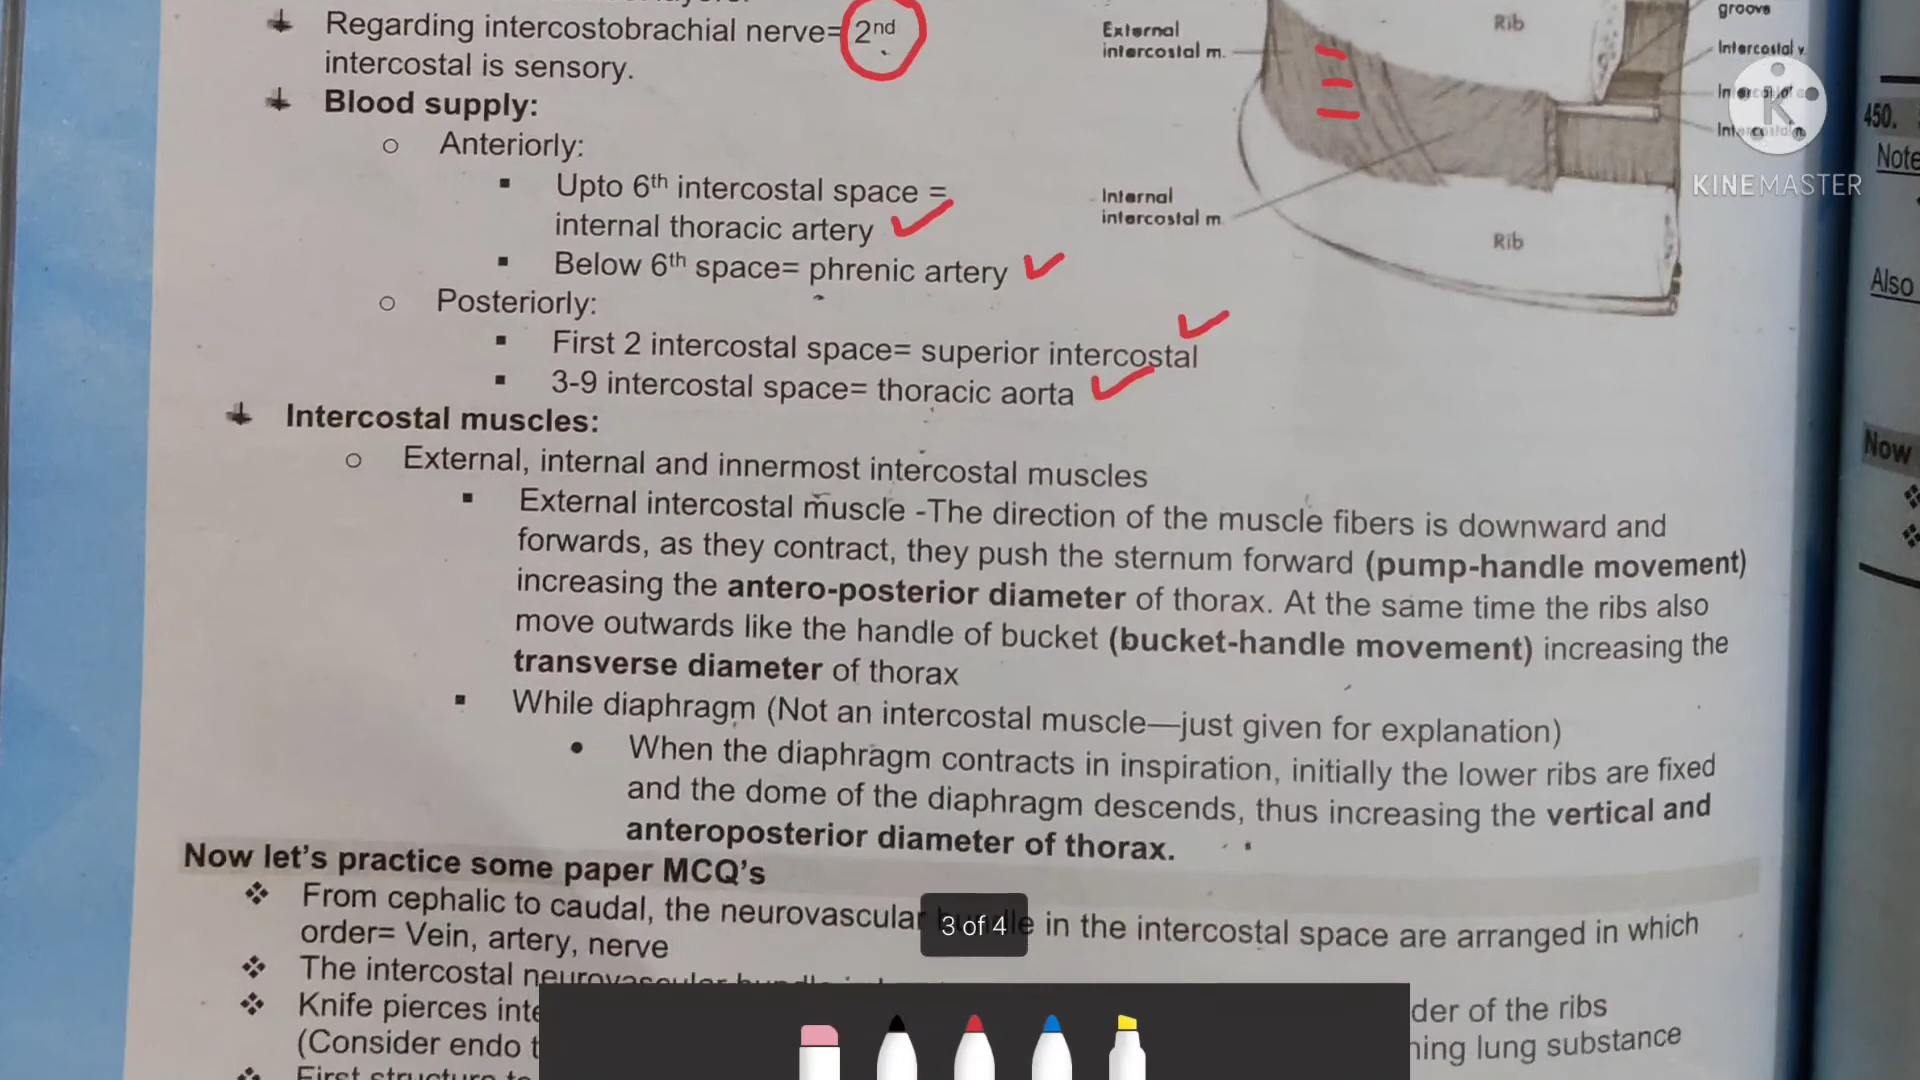 Regarding intercostobrachial nerve= 2nd
intercostal is sensory.
Blood supply:
Anteriorly:
Upto 6th intercostal space =
internal thoracic artery
Below 6th space= phrenic artery
Posteriorly:
First 2 intercostal space= superior intercostal
3-9 intercostal space= thoracic aorta
Intercostal muscles:
External, internal and innermost intercostal muscles
External intercostal muscle -The direction of the muscle fibers is downward and
forwards, as they contract, they push the sternum forward (pump-handle movement)
increasing the antero-posterior diameter of thorax. At the same time the ribs also
move outwards like the handle of bucket (bucket-handle movement) increasing the
transverse diameter of thorax
While diaphragm (Not an intercostal muscle—just given for explanation)
When the diaphragm contracts in inspiration, initially the lower ribs are fixed
and the dome of the diaphragm descends, thus increasing the vertical and
anteroposterior diameter of thorax.
Now let's practice some paper MCQ's
From cephalic to caudal, the neurovascular in the intercostal space are arranged in which
order= Vein, artery, nerve
The intercostal neurovascular
Knife pierces of the ribs
(Consider endo lung substance
First
External
intercostal m.
Internal
intercostal m
Rib
Rib
groove
Intercostal v.
K
KINEMASTER
3 of 4
450.
Note
Also
Now